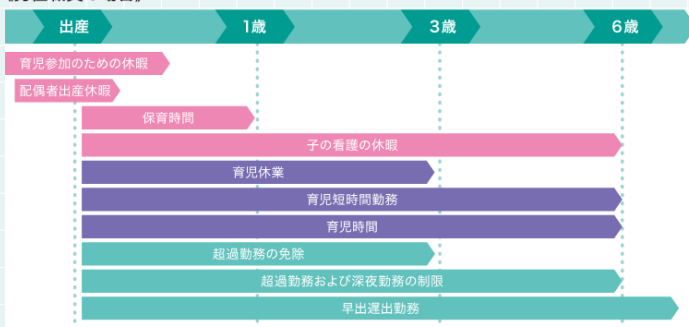 出産 1歳 3歳 6歳
育児参加のための休暇
配偶者出産休暇
保育時間
子の看護の休暇
育児休業
育児短時間勤務
育児時間
超過勤務の免除
超過勤務および深夜勤務の制限
早出遅出勤務